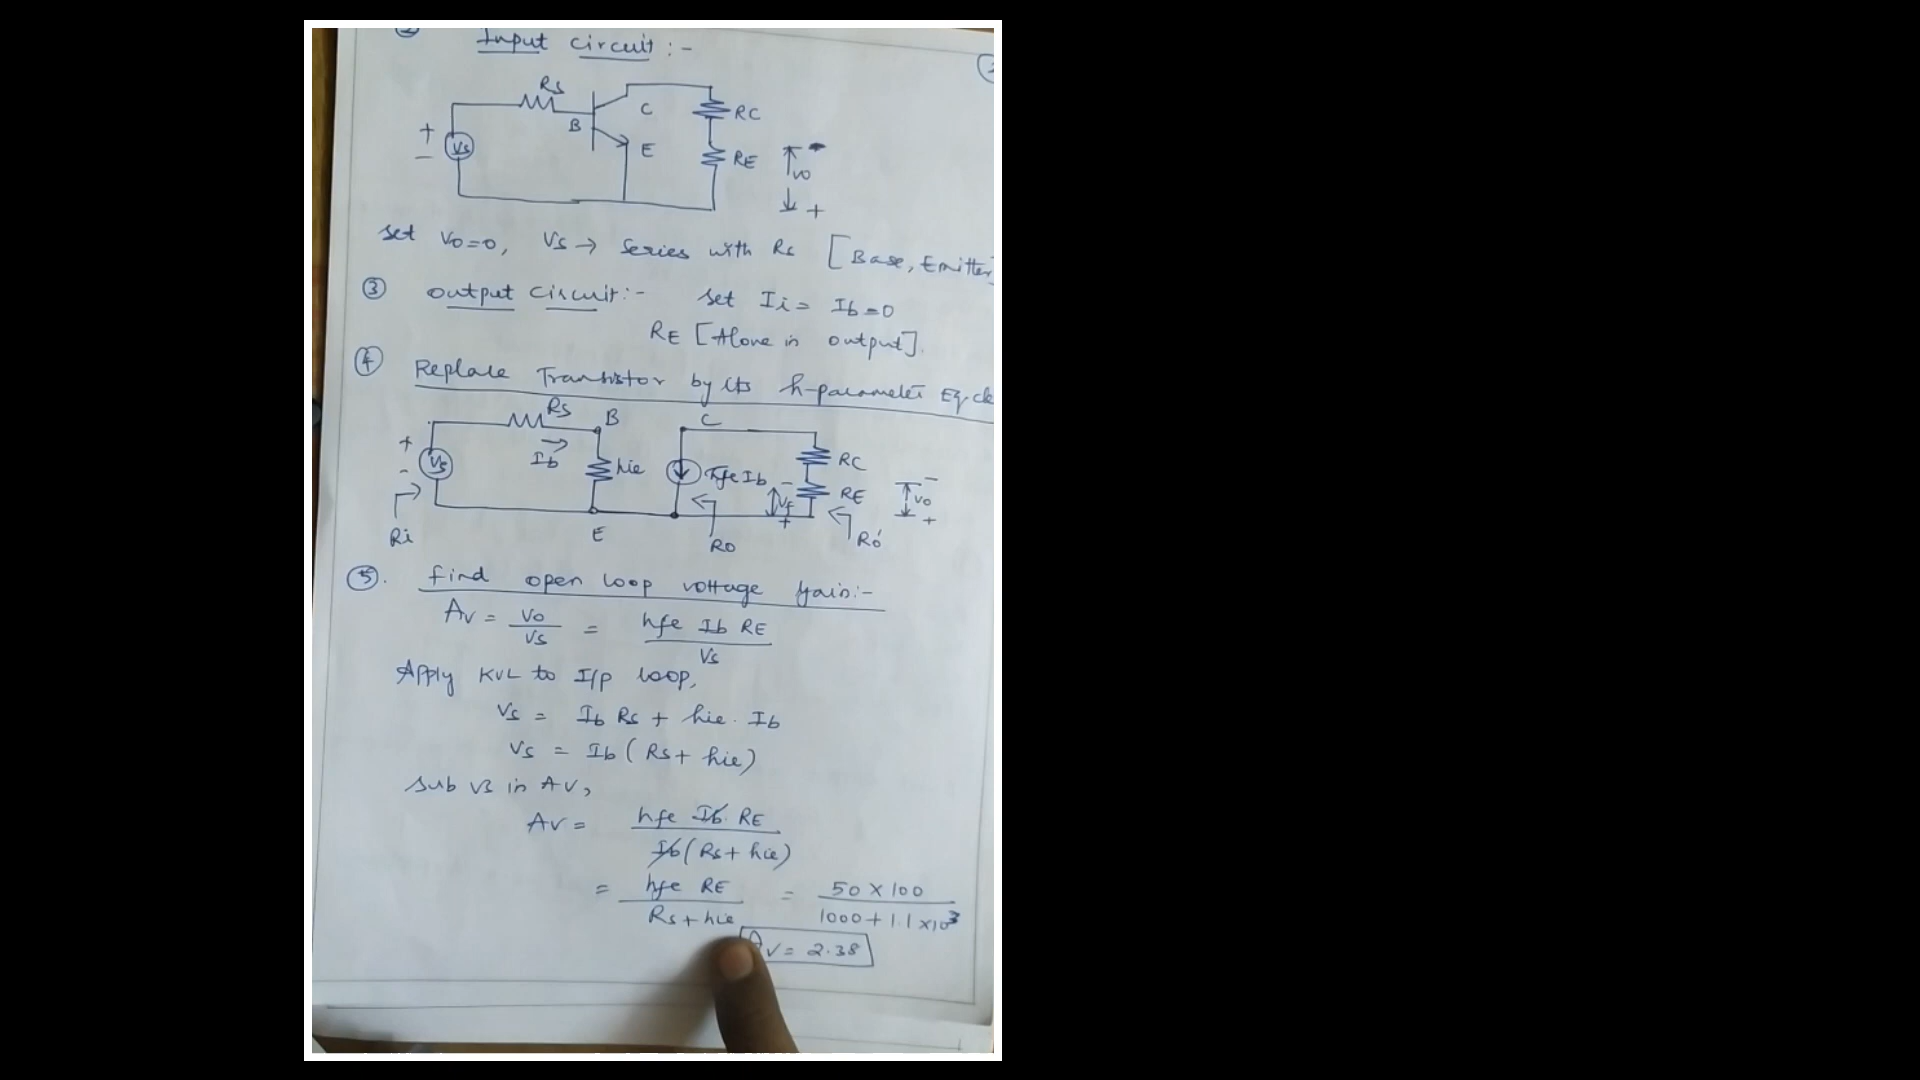 Input circuit :-
Rs
C
RC
B
+
-
Vs
E
RE
Vo
+
set Vo=0, Vs → Series with Rs [Base, Emitter]
③ output circuit:- set Ii = Ib=0
RE [Alone in output].
④ Replace Transistor by its h-parameter Eq.
Rs B C
+
-
Vs
Ib
hie
hfe Ib
RC
-
Vf
+
RE
-
Vo
+
Ri
E
Ro
Ro'
⑤. find open loop voltage gain:-
Av = Vo / Vs = hfe Ib RE / Vs
Apply KVL to I/p loop,
Vs = Ib Rs + hie. Ib
Vs = Ib (Rs + hie)
sub vs in AV,
AV = hfe Ib RE / Ib (Rs + hie)
= hfe RE / Rs + hie = 50 X 100 / 1000 + 1.1 x 10³
Av = 2.38